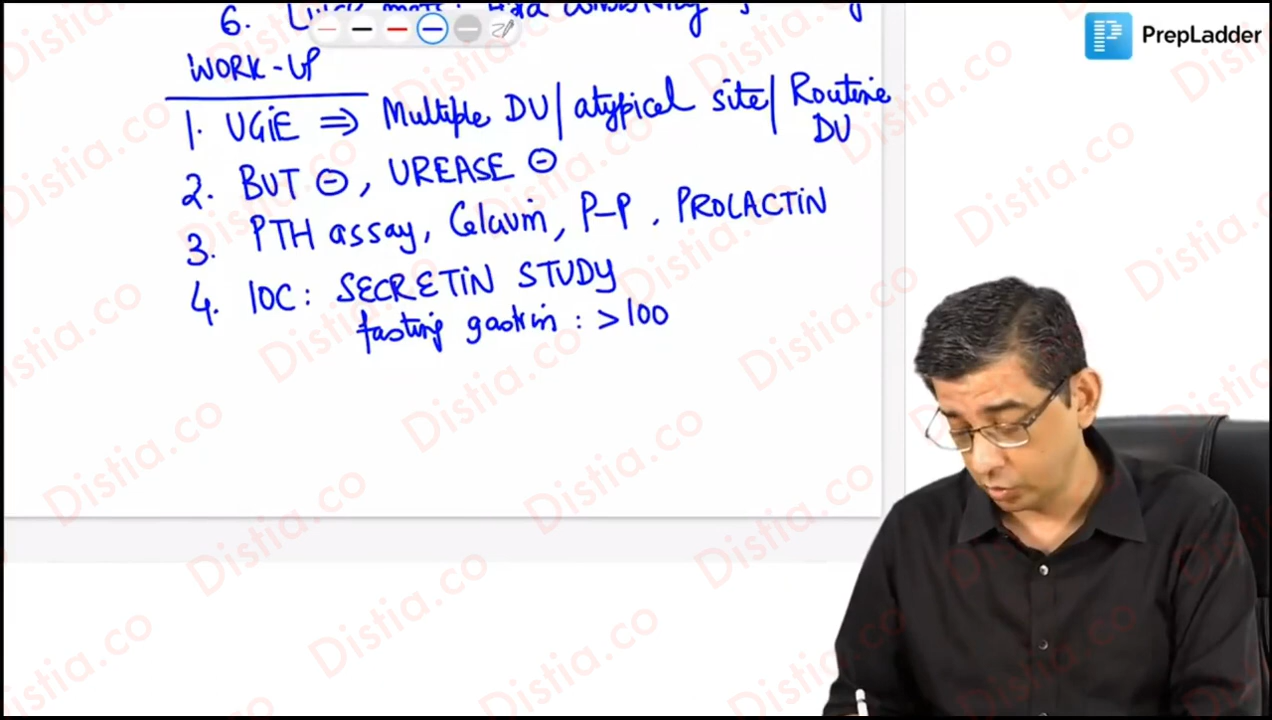 PrepLadder
6.
WORK-UP
1. UGiE ⇒ Multiple DU/ atypical site/ Routine DU
2. BUT ⊖, UREASE ⊖
3. PTH assay, Calcium, P-P, PROLACTiN
4. IOC: SECRETiN STUDY
fasting gastrin : >100
Distia.co